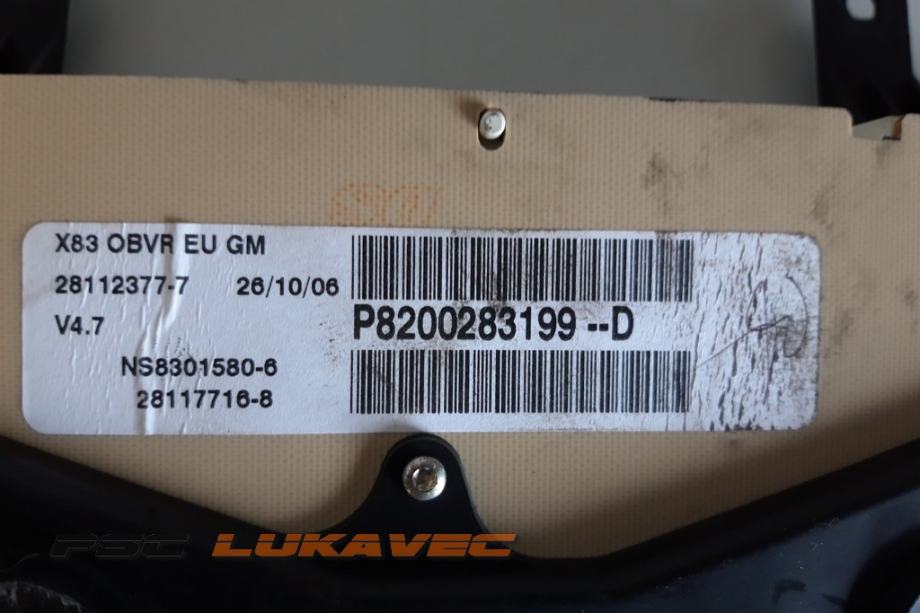 X83 OBVR EU GM
28112377-7 26/10/06
V4.7
P8200283199 --D
NS8301580-6
28117716-8
PSC LUKAVEC